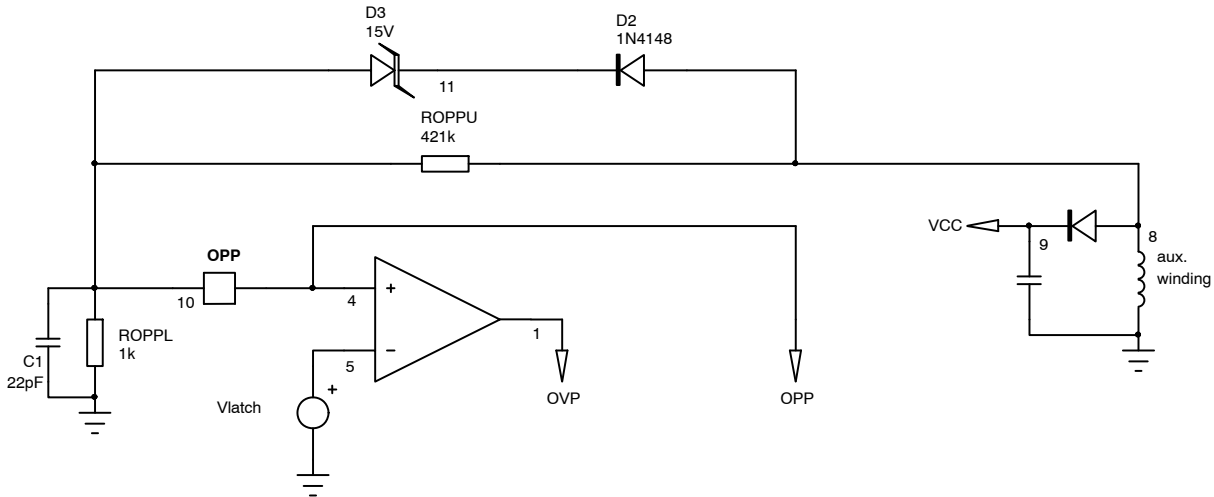 D3
15V
D2
1N4148
11
ROPPU
421k
VCC
9
8
aux.
winding
OPP
10
4
+
ROPPL
1k
C1
22pF
5
−
1
+
Vlatch
OVP
OPP